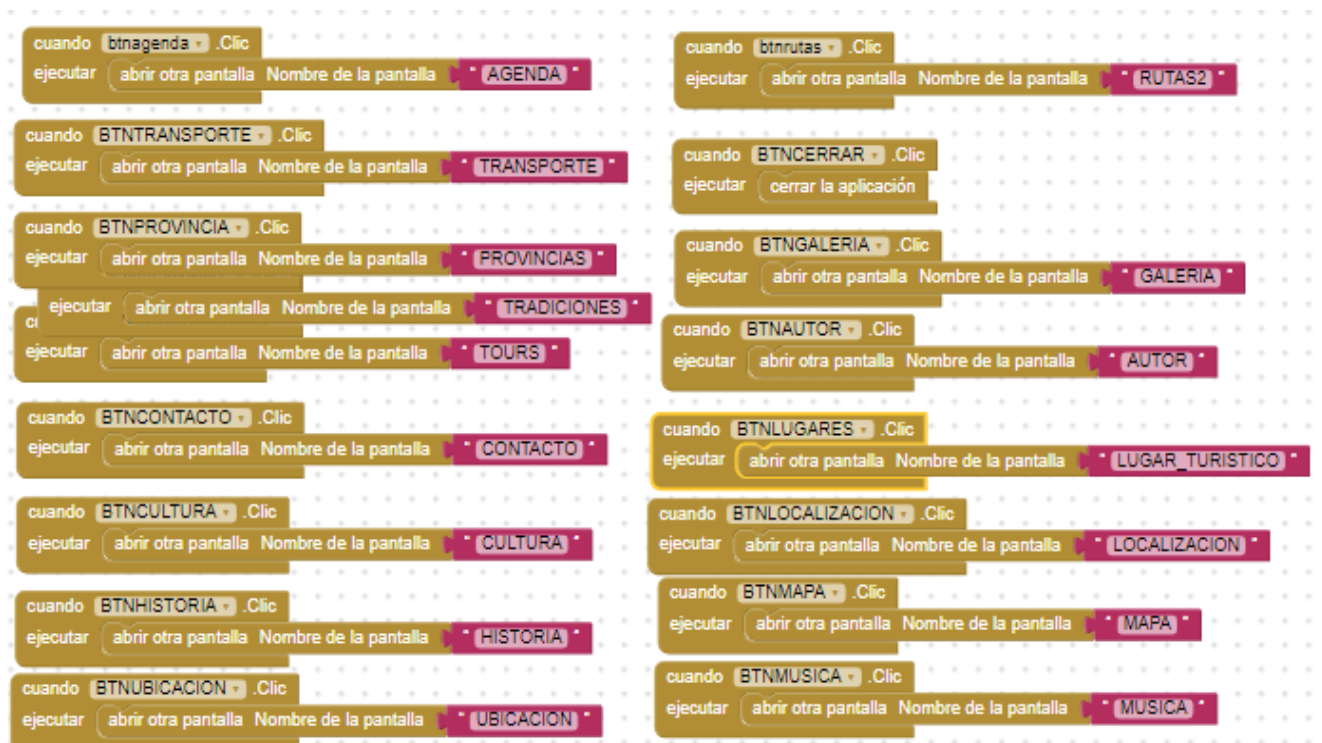 cuando btnagenda .Clic
ejecutar abrir otra pantalla Nombre de la pantalla " AGENDA "
cuando BTNTRANSPORTE .Clic
ejecutar abrir otra pantalla Nombre de la pantalla " TRANSPORTE "
cuando BTNPROVINCIA .Clic
ejecutar abrir otra pantalla Nombre de la pantalla " PROVINCIAS "
ejecutar abrir otra pantalla Nombre de la pantalla " TRADICIONES "
ejecutar abrir otra pantalla Nombre de la pantalla " TOURS "
cuando BTNCONTACTO .Clic
ejecutar abrir otra pantalla Nombre de la pantalla " CONTACTO "
cuando BTNCULTURA .Clic
ejecutar abrir otra pantalla Nombre de la pantalla " CULTURA "
cuando BTNHISTORIA .Clic
ejecutar abrir otra pantalla Nombre de la pantalla " HISTORIA "
cuando BTNUBICACION .Clic
ejecutar abrir otra pantalla Nombre de la pantalla " UBICACION "
cuando btnrutas .Clic
ejecutar abrir otra pantalla Nombre de la pantalla " RUTAS2 "
cuando BTNCERRAR .Clic
ejecutar cerrar la aplicación
cuando BTNGALERIA .Clic
ejecutar abrir otra pantalla Nombre de la pantalla " GALERIA "
cuando BTNAUTOR .Clic
ejecutar abrir otra pantalla Nombre de la pantalla " AUTOR "
cuando BTNLUGARES .Clic
ejecutar abrir otra pantalla Nombre de la pantalla " LUGAR_TURISTICO "
cuando BTNLOCALIZACION .Clic
ejecutar abrir otra pantalla Nombre de la pantalla " LOCALIZACION "
cuando BTNMAPA .Clic
ejecutar abrir otra pantalla Nombre de la pantalla " MAPA "
cuando BTNMUSICA .Clic
ejecutar abrir otra pantalla Nombre de la pantalla " MUSICA "